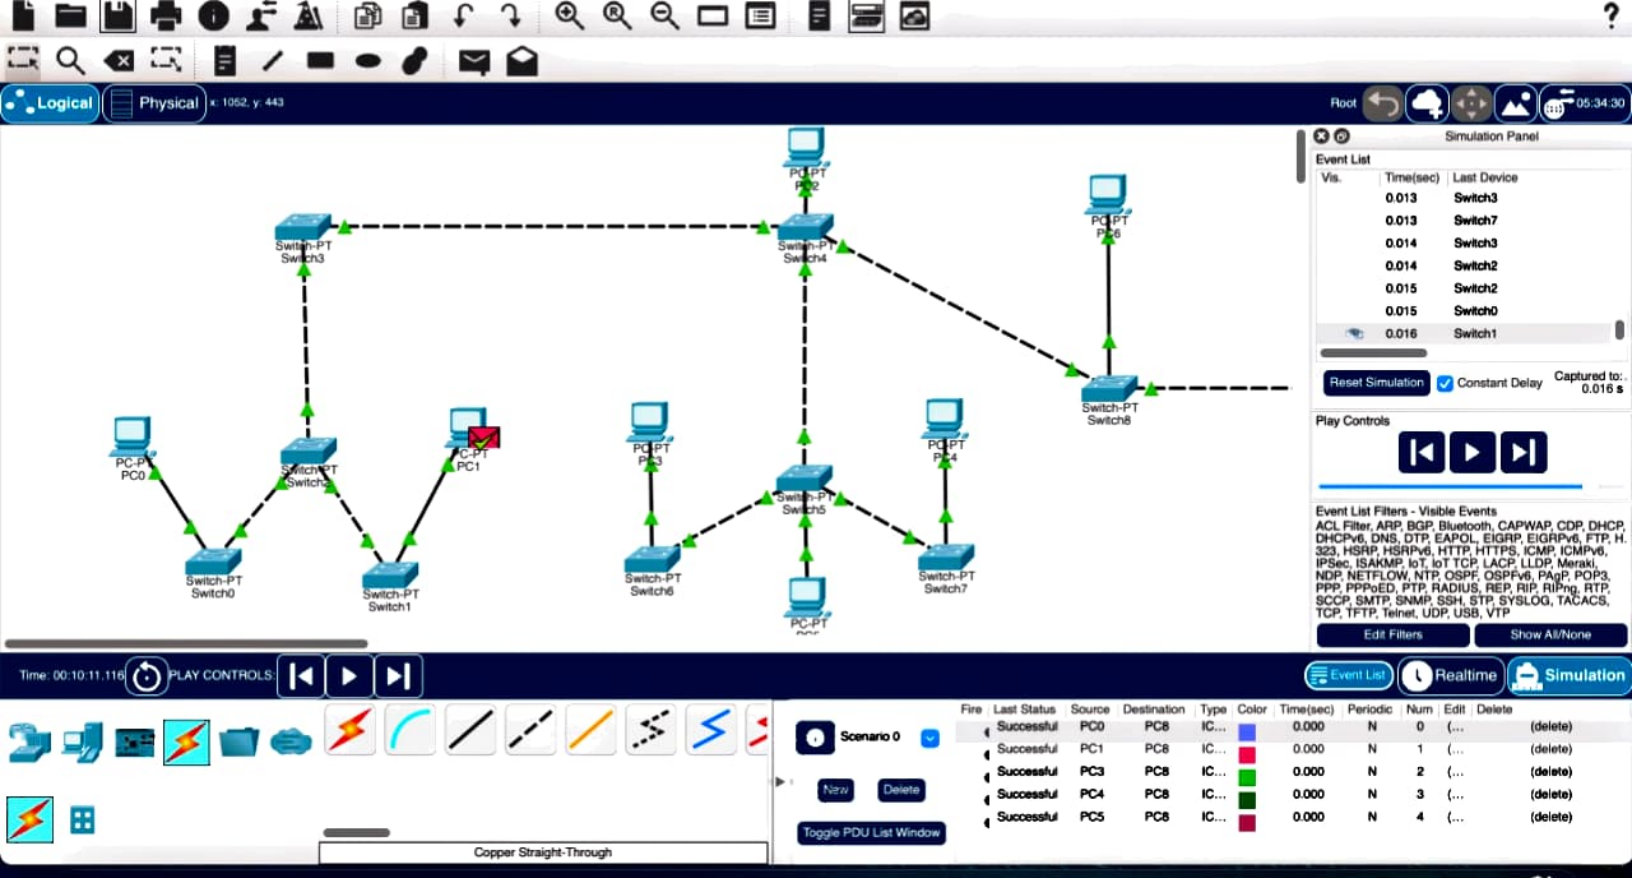 ?
Logical
Physical
x: 1052, y: 443
Root
05:34:30
PC-PT
PC2
Switch-PT
Switch3
Switch-PT
Switch4
PC-PT
PC6
Switch-PT
Switch8
PC-PT
PC0
Switch-PT
Switch2
PC-PT
PC1
PC-PT
PC3
Switch-PT
Switch5
PC-PT
PC4
Switch-PT
Switch0
Switch-PT
Switch1
Switch-PT
Switch6
Switch-PT
Switch7
PC-PT
Simulation Panel
Event List
Vis. Time(sec) Last Device
0.013 Switch3
0.013 Switch7
0.014 Switch3
0.014 Switch2
0.015 Switch2
0.015 Switch0
0.016 Switch1
Reset Simulation
Constant Delay
Captured to:
0.016 s
Play Controls
Event List Filters - Visible Events
ACL Filter, ARP, BGP, Bluetooth, CAPWAP, CDP, DHCP,
DHCPv6, DNS, DTP, EAPOL, EIGRP, EIGRPv6, FTP, H.
323, HSRP, HSRPv6, HTTP, HTTPS, ICMP, ICMPv6,
IPSec, ISAKMP, IoT, IoT TCP, LACP, LLDP, Meraki,
NDP, NETFLOW, NTP, OSPF, OSPFv6, PAgP, POP3,
PPP, PPPoED, PTP, RADIUS, REP, RIP, RIPng, RTP,
SCCP, SMTP, SNMP, SSH, STP, SYSLOG, TACACS,
TCP, TFTP, Telnet, UDP, USB, VTP
Edit Filters
Show All/None
Time: 00:10:11.116
PLAY CONTROLS:
Event List
Realtime
Simulation
Copper Straight-Through
Scenario 0
New
Delete
Toggle PDU List Window
Fire Last Status Source Destination Type Color Time(sec) Periodic Num Edit Delete
Successful PC0 PC8 IC... 0.000 N 0 (... (delete)
Successful PC1 PC8 IC... 0.000 N 1 (... (delete)
Successful PC3 PC8 IC... 0.000 N 2 (... (delete)
Successful PC4 PC8 IC... 0.000 N 3 (... (delete)
Successful PC5 PC8 IC... 0.000 N 4 (... (delete)